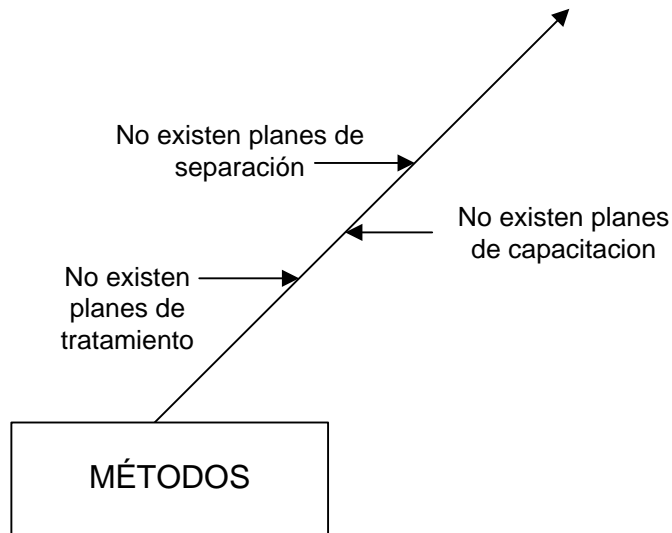 No existen planes de
separación
No existen planes
de capacitacion
No existen
planes de
tratamiento
MÉTODOS